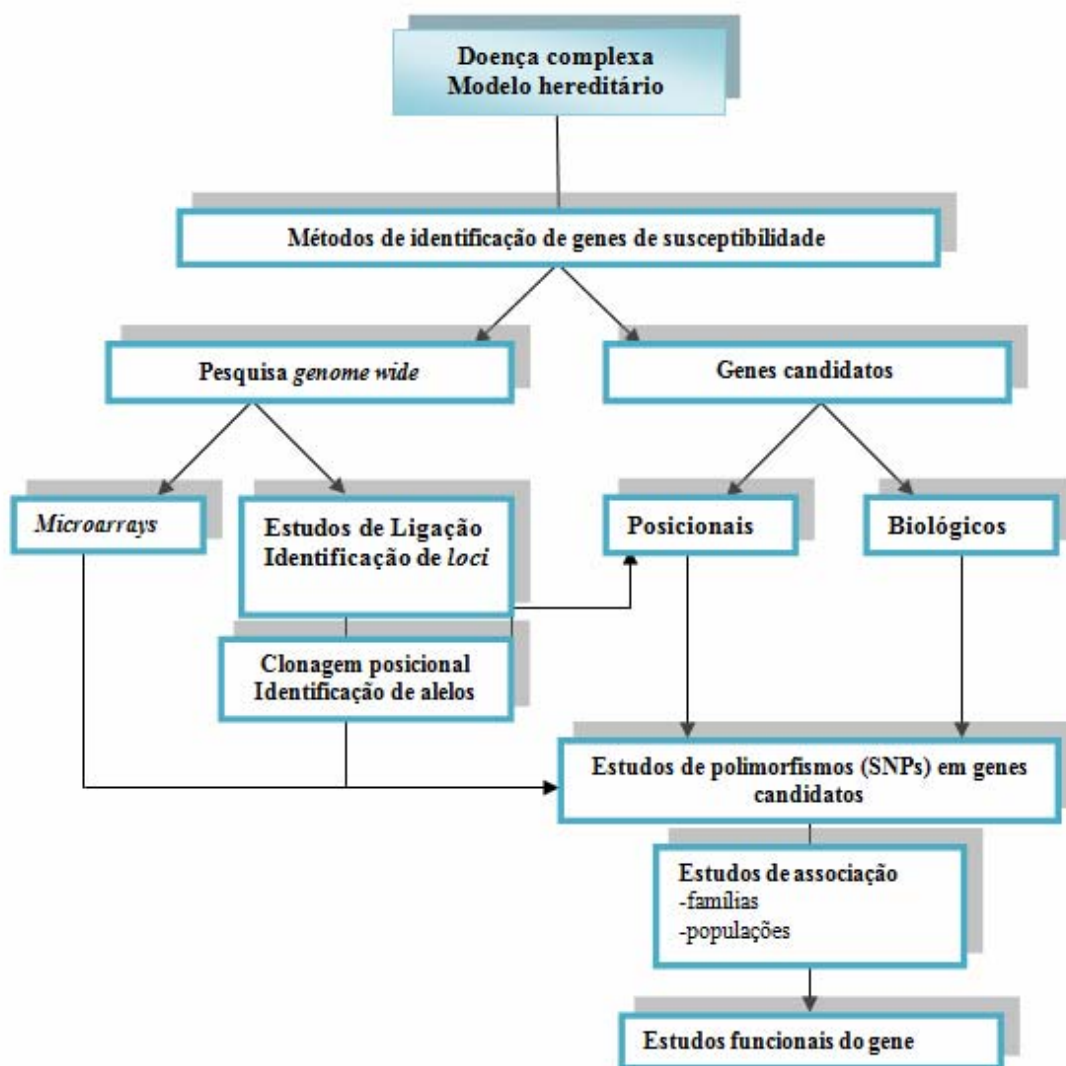 Doença complexa
Modelo hereditário
Métodos de identificação de genes de susceptibilidade
Pesquisa genome wide
Genes candidatos
Microarrays
Estudos de Ligação
Identificação de loci
Posicionais
Biológicos
Clonagem posicional
Identificação de alelos
Estudos de polimorfismos (SNPs) em genes
candidatos
Estudos de associação
-famílias
-populações
Estudos funcionais do gene